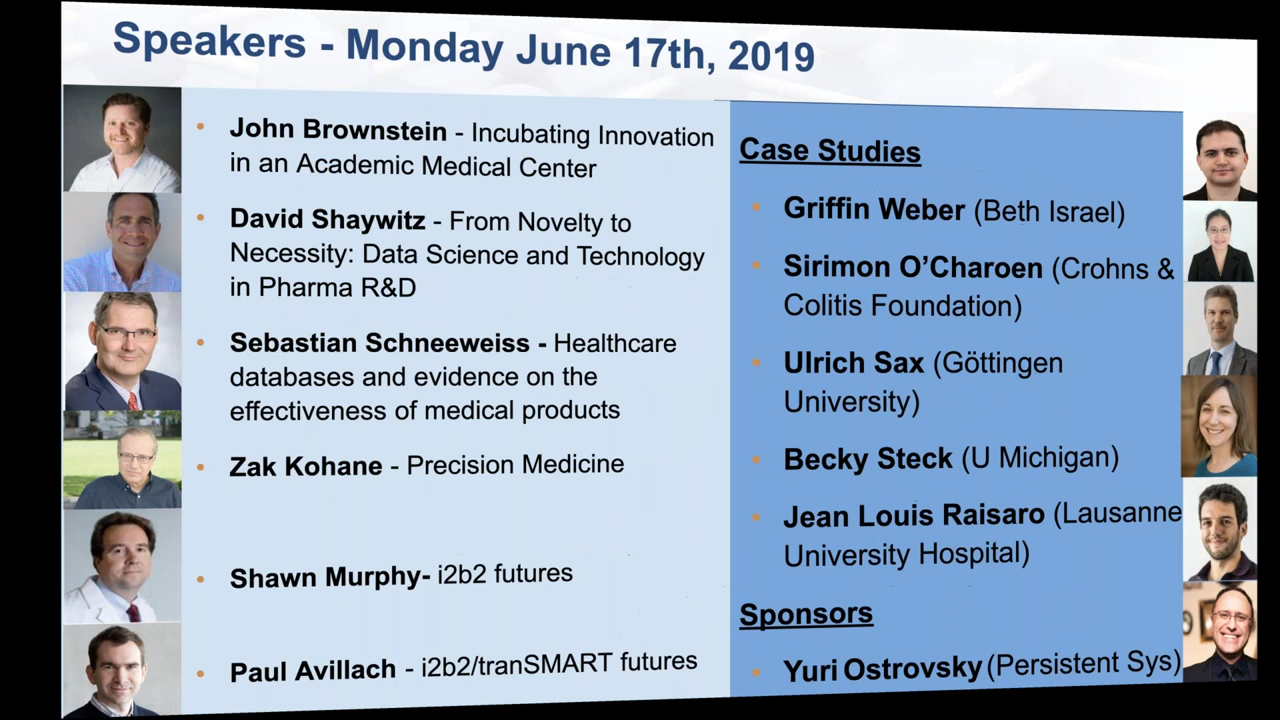 Speakers - Monday June 17th, 2019
• John Brownstein - Incubating Innovation
in an Academic Medical Center
• David Shaywitz - From Novelty to
Necessity: Data Science and Technology
in Pharma R&D
• Sebastian Schneeweiss - Healthcare
databases and evidence on the
effectiveness of medical products
• Zak Kohane - Precision Medicine
• Shawn Murphy- i2b2 futures
• Paul Avillach - i2b2/tranSMART futures
Case Studies
• Griffin Weber (Beth Israel)
• Sirimon O’Charoen (Crohns &
Colitis Foundation)
• Ulrich Sax (Göttingen
University)
• Becky Steck (U Michigan)
• Jean Louis Raisaro (Lausanne
University Hospital)
Sponsors
• Yuri Ostrovsky (Persistent Sys)